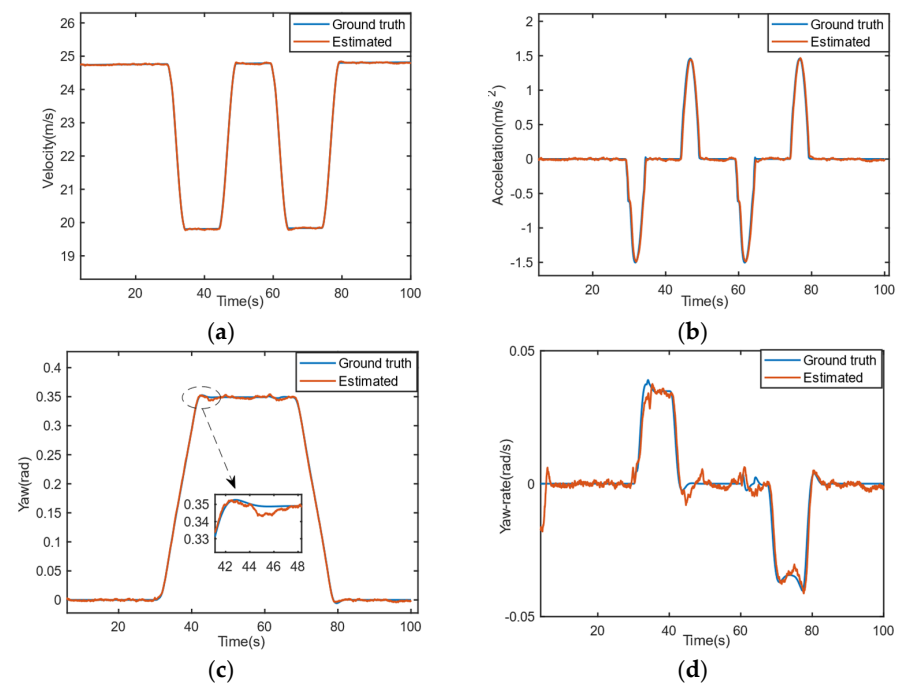 26
25
24
23
22
21
20
19
Velocity(m/s)
20 40 60 80 100
Time(s)
Ground truth
Estimated
(a)
2
1.5
1
0.5
0
-0.5
-1
-1.5
Acceletation(m/s 2)
20 40 60 80 100
Time(s)
Ground truth
Estimated
(b)
0.4
0.35
0.3
0.25
0.2
0.15
0.1
0.05
0
Yaw(rad)
20 40 60 80 100
Time(s)
Ground truth
Estimated
0.35
0.34
0.33
42 44 46 48
(c)
0.05
0
-0.05
Yaw-rate(rad/s)
20 40 60 80 100
Time(s)
Ground truth
Estimated
(d)